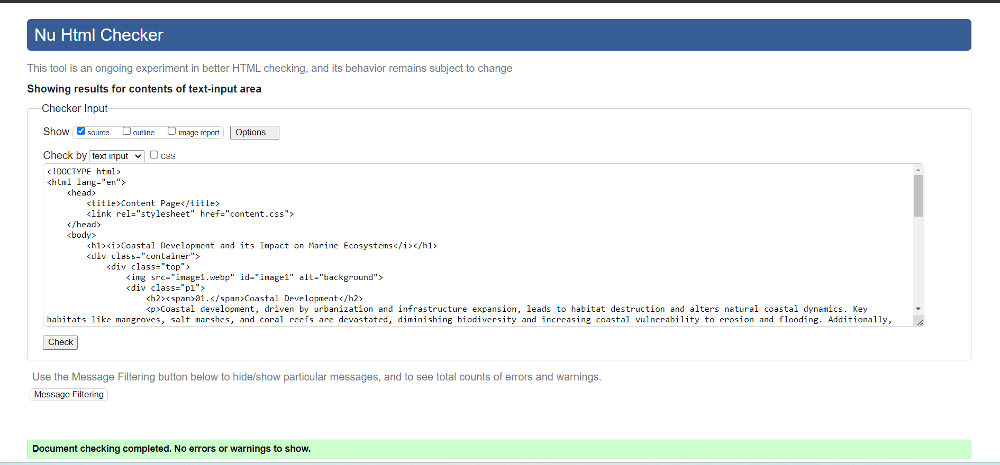 Nu Html Checker
This tool is an ongoing experiment in better HTML checking, and its behavior remains subject to change
Showing results for contents of text-input area
Checker Input
Show source outline image report Options...
Check by text input CSS
<!DOCTYPE html>
<html lang="en">
    <head>
        <title>Content Page</title>
        <link rel="stylesheet" href="content.css">
    </head>
    <body>
        <h1><i>Coastal Development and its Impact on Marine Ecosystems</i></h1>
        <div class="container">
            <div class="top">
                <img src="image1.webp" id="image1" alt="background">
                <div class="p1">
                    <h2><span>01.</span>Coastal Development</h2>
                    <p>Coastal development, driven by urbanization and infrastructure expansion, leads to habitat destruction and alters natural coastal dynamics. Key
habitats like mangroves, salt marshes, and coral reefs are devastated, diminishing biodiversity and increasing coastal vulnerability to erosion and flooding. Additionally,
Check
Use the Message Filtering button below to hide/show particular messages, and to see total counts of errors and warnings.
Message Filtering
Document checking completed. No errors or warnings to show.